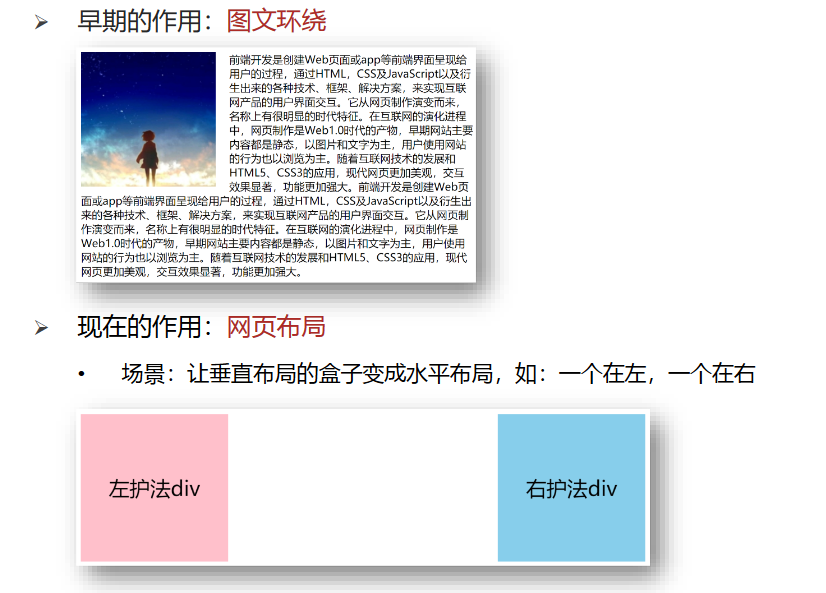 早期的作用：图文环绕
前端开发是创建Web页面或app等前端界面呈现给
用户的过程，通过HTML，CSS及JavaScript以及衍
生出来的各种技术、框架、解决方案，来实现互联
网产品的用户界面交互。它从网页制作演变而来，
名称上有很明显的时代特征。在互联网的演化进程
中，网页制作是Web1.0时代的产物，早期网站主要
内容都是静态，以图片和文字为主，用户使用网站
的行为也以浏览为主。随着互联网技术的发展和
HTML5、CSS3的应用，现代网页更加美观，交互
效果显著，功能更加强大。前端开发是创建Web页
面或app等前端界面呈现给用户的过程，通过HTML，CSS及JavaScript以及衍生出
来的各种技术、框架、解决方案，来实现互联网产品的用户界面交互。它从网页制
作演变而来，名称上有很明显的时代特征。在互联网的演化进程中，网页制作是
Web1.0时代的产物，早期网站主要内容都是静态，以图片和文字为主，用户使用
网站的行为也以浏览为主。随着互联网技术的发展和HTML5、CSS3的应用，现代
网页更加美观，交互效果显著，功能更加强大。
现在的作用：网页布局
• 场景：让垂直布局的盒子变成水平布局，如：一个在左，一个在右
左护法div
右护法div